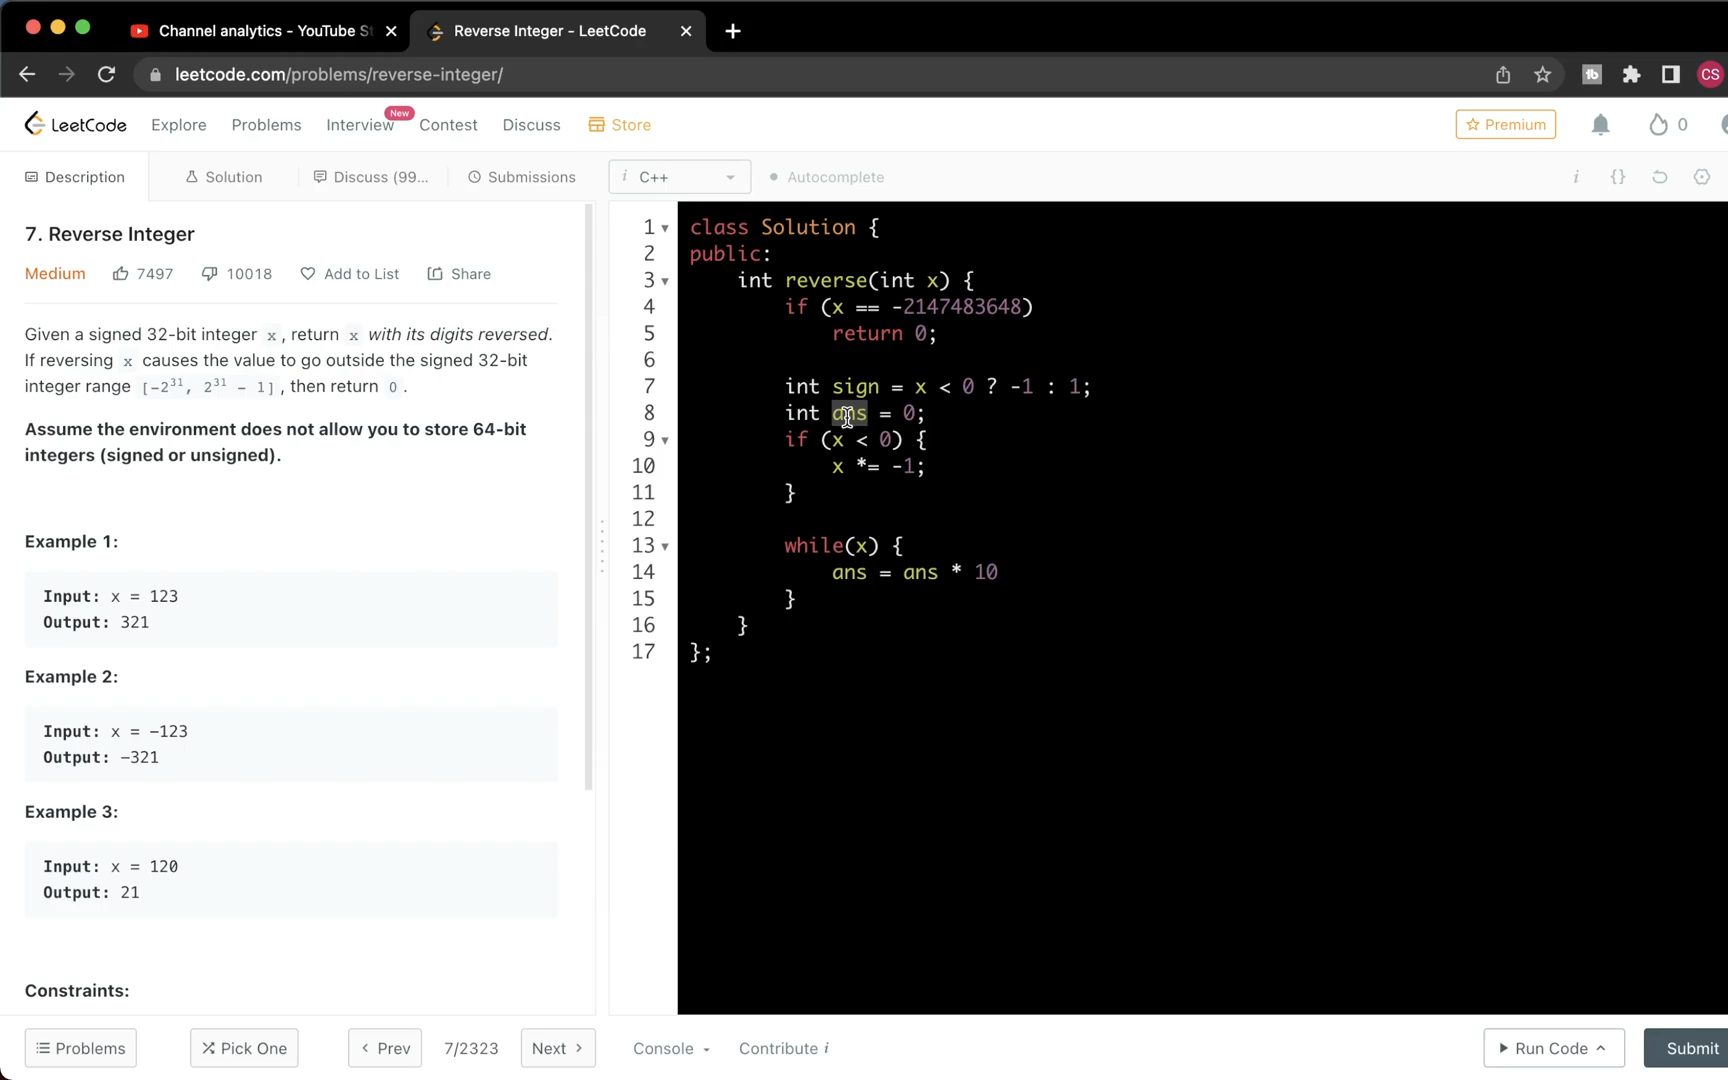 Channel analytics - YouTube St
Reverse Integer - LeetCode
leetcode.com/problems/reverse-integer/
CS
LeetCode
Explore
Problems
Interview
New
Contest
Discuss
Store
Premium
0
Description
Solution
Discuss (99...
Submissions
C++
Autocomplete
7. Reverse Integer
Medium 7497 10018 Add to List Share
Given a signed 32-bit integer x, return x with its digits reversed.
If reversing x causes the value to go outside the signed 32-bit
integer range [-2³¹, 2³¹ - 1], then return 0.
Assume the environment does not allow you to store 64-bit
integers (signed or unsigned).
Example 1:
Input: x = 123
Output: 321
Example 2:
Input: x = -123
Output: -321
Example 3:
Input: x = 120
Output: 21
Constraints:
1 class Solution {
2 public:
3 int reverse(int x) {
4 if (x == -2147483648)
5 return 0;
6
7 int sign = x < 0 ? -1 : 1;
8 int ans = 0;
9 if (x < 0) {
10 x *= -1;
11 }
12
13 while(x) {
14 ans = ans * 10
15 }
16 }
17 };
Problems
Pick One
Prev
7/2323
Next
Console
Contribute i
Run Code
Submit